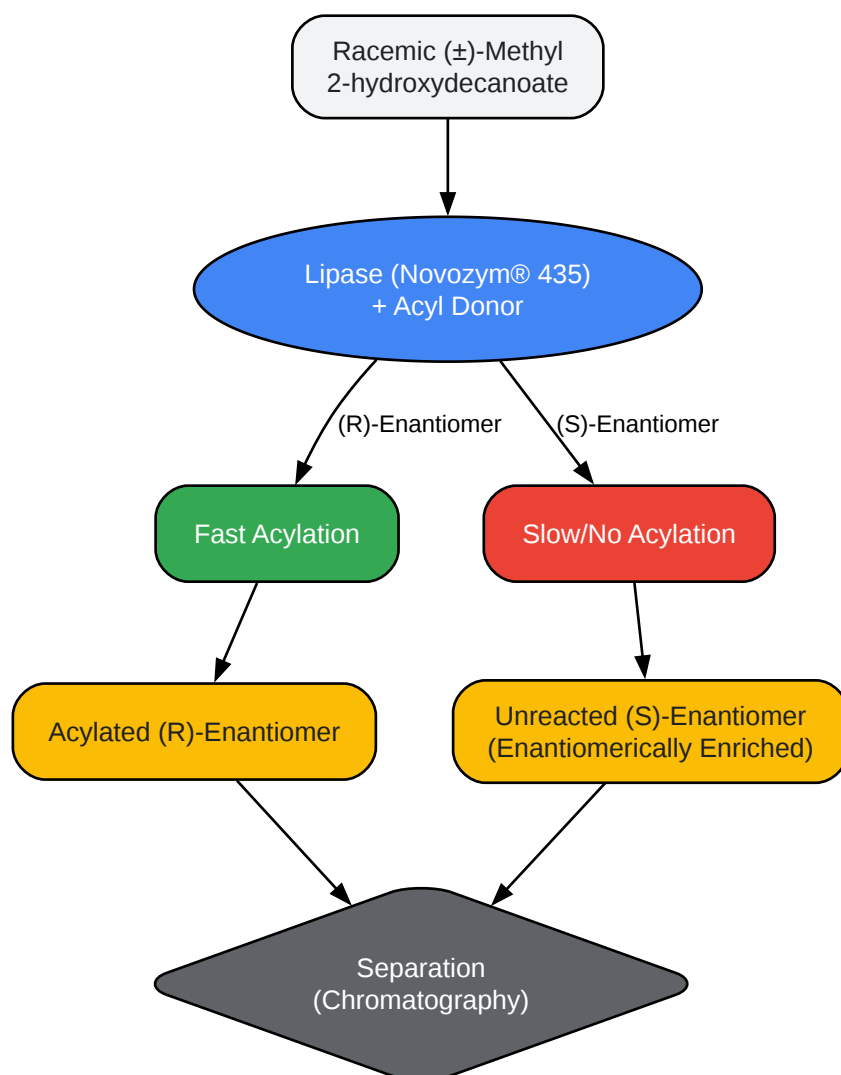 Racemic (±)-Methyl
2-hydroxydecanoate
Lipase (Novozym® 435)
+ Acyl Donor
(R)-Enantiomer
(S)-Enantiomer
Fast Acylation
Slow/No Acylation
Acylated (R)-Enantiomer
Unreacted (S)-Enantiomer
(Enantiomerically Enriched)
Separation
(Chromatography)